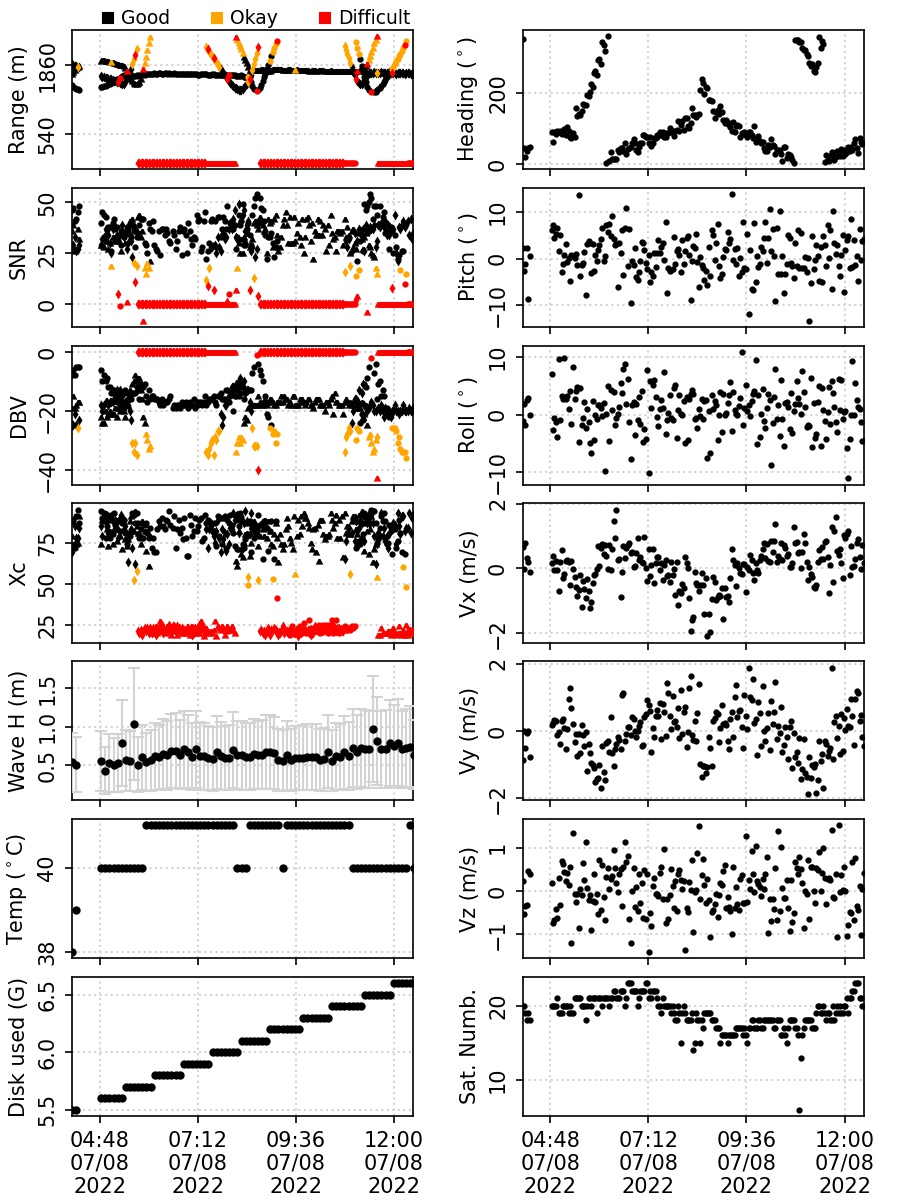 Good Okay Difficult
Range (m)
1860
540
Heading (°)
200
0
SNR
50
25
0
Pitch (°)
10
0
−10
DBV
0
−20
−40
Roll (°)
10
0
−10
Xc
75
50
25
Vx (m/s)
2
0
−2
Wave H (m)
1.5
1.0
0.5
Vy (m/s)
2
0
−2
Temp (°C)
40
38
Vz (m/s)
1
0
−1
Disk used (G)
6.5
6.0
5.5
Sat. Numb.
20
10
04:48 07:12 09:36 12:00
07/08 07/08 07/08 07/08
2022 2022 2022 2022
04:48 07:12 09:36 12:00
07/08 07/08 07/08 07/08
2022 2022 2022 2022